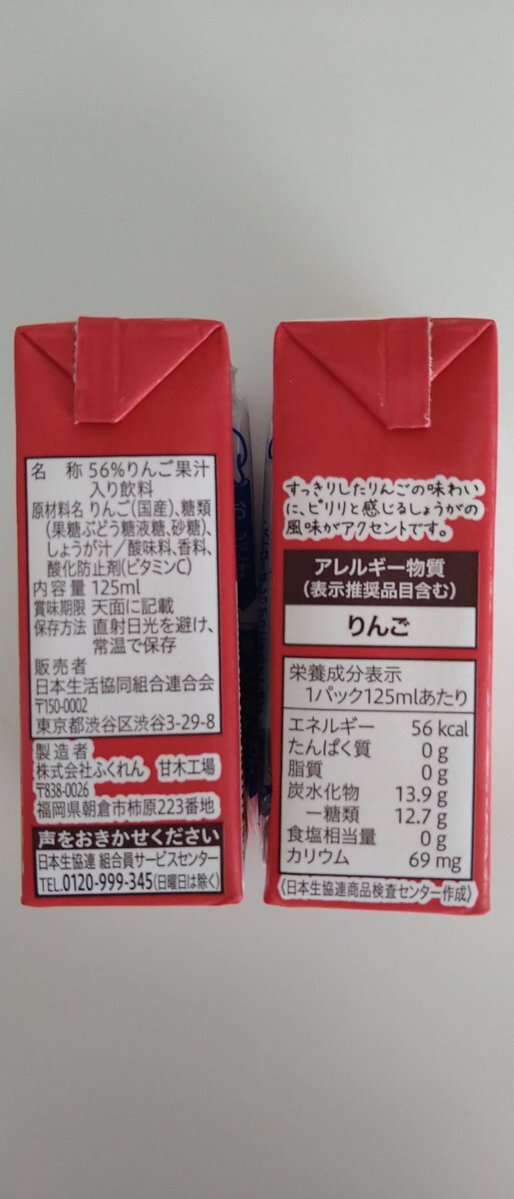 名 称 56%りんご果汁
入り飲料
原材料名 りんご(国産)、糖類
(果糖ぶどう糖液糖、砂糖)、
しょうが汁/酸味料、香料、
酸化防止剤(ビタミンC)
内容量 125ml
賞味期限 天面に記載
保存方法 直射日光を避け、
常温で保存
販売者
日本生活協同組合連合会
〒150-0002
東京都渋谷区渋谷3-29-8
製造者
株式会社ふくれん 甘木工場
〒838-0026
福岡県朝倉市柿原223番地
声をおきかせください
日本生協連 組合員サービスセンター
TEL.0120-999-345(日曜日は除く)
すっきりしたりんごの味わい
に、ピリリと感じるしょうがの
風味がアクセントです。
アレルギー物質
(表示推奨品目含む)
りんご
栄養成分表示
1パック125mlあたり
エネルギー 56 kcal
たんぱく質 0 g
脂質 0 g
炭水化物 13.9 g
ー糖類 12.7 g
食塩相当量 0 g
カリウム 69 mg
〈日本生協連商品検査センター作成〉